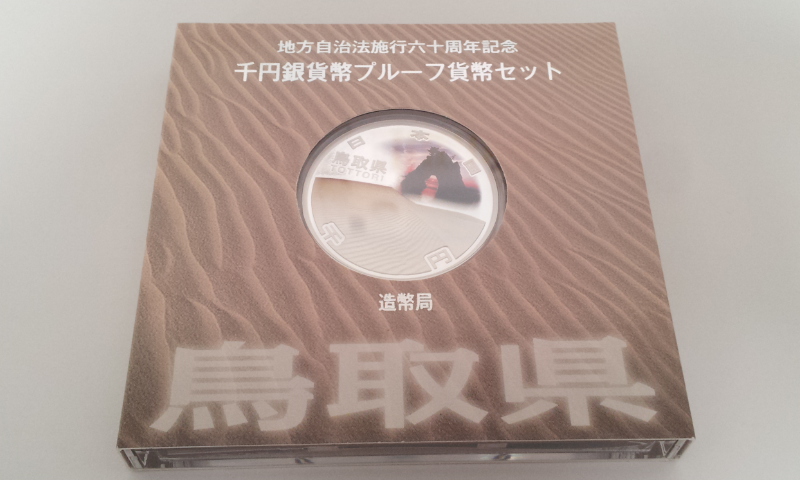 地方自治法施行六十周年記念
千円銀貨幣プルーフ貨幣セット
日本國
鳥取県
TOTTORI
千円
造幣局
鳥取県